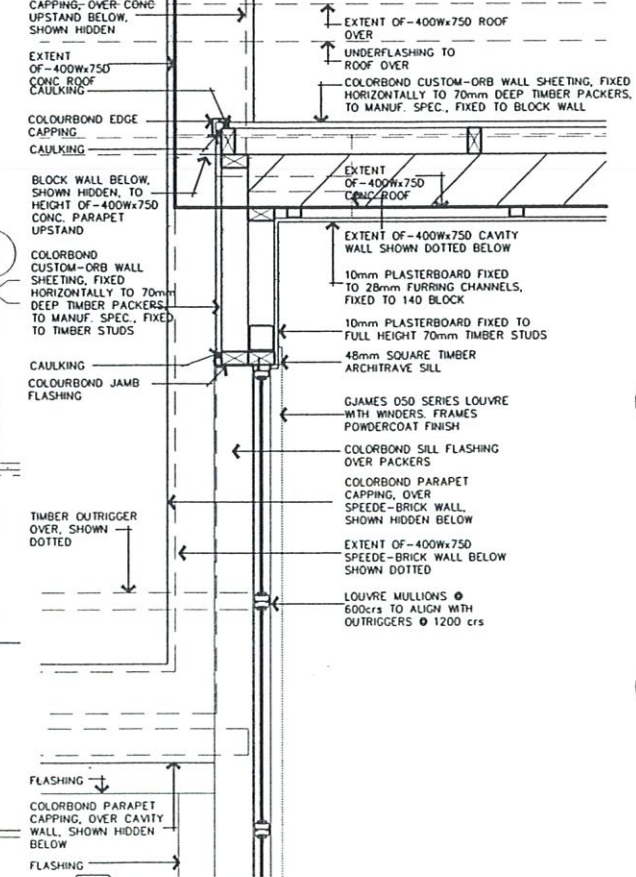 CAPPING, OVER CONC
UPSTAND BELOW,
SHOWN HIDDEN
EXTENT
OF-400Wx75D
CONC ROOF
CAULKING
COLOURBOND EDGE
CAPPING
CAULKING
BLOCK WALL BELOW,
SHOWN HIDDEN, TO
HEIGHT OF-400Wx75D
CONC. PARAPET
UPSTAND
COLORBOND
CUSTOM-ORB WALL
SHEETING, FIXED
HORIZONTALLY TO 70mm
DEEP TIMBER PACKERS,
TO MANUF. SPEC., FIXED
TO TIMBER STUDS
CAULKING
COLOURBOND JAMB
FLASHING
TIMBER OUTRIGGER
OVER, SHOWN
DOTTED
FLASHING
COLORBOND PARAPET
CAPPING, OVER CAVITY
WALL, SHOWN HIDDEN
BELOW
FLASHING
EXTENT OF-400Wx75D ROOF
OVER
UNDERFLASHING TO
ROOF OVER
COLORBOND CUSTOM-ORB WALL SHEETING, FIXED
HORIZONTALLY TO 70mm DEEP TIMBER PACKERS,
TO MANUF. SPEC., FIXED TO BLOCK WALL
EXTENT
OF-400Wx75D
CONC ROOF
EXTENT OF-400Wx75D CAVITY
WALL SHOWN DOTTED BELOW
10mm PLASTERBOARD FIXED
TO 28mm FURRING CHANNELS,
FIXED TO 140 BLOCK
10mm PLASTERBOARD FIXED TO
FULL HEIGHT 70mm TIMBER STUDS
48mm SQUARE TIMBER
ARCHITRAVE SILL
GJAMES 050 SERIES LOUVRE
WITH WINDERS. FRAMES
POWDERCOAT FINISH
COLORBOND SILL FLASHING
OVER PACKERS
COLORBOND PARAPET
CAPPING, OVER
SPEEDE-BRICK WALL,
SHOWN HIDDEN BELOW
EXTENT OF-400Wx75D
SPEEDE-BRICK WALL BELOW
SHOWN DOTTED
LOUVRE MULLIONS @
600crs TO ALIGN WITH
OUTRIGGERS @ 1200 crs